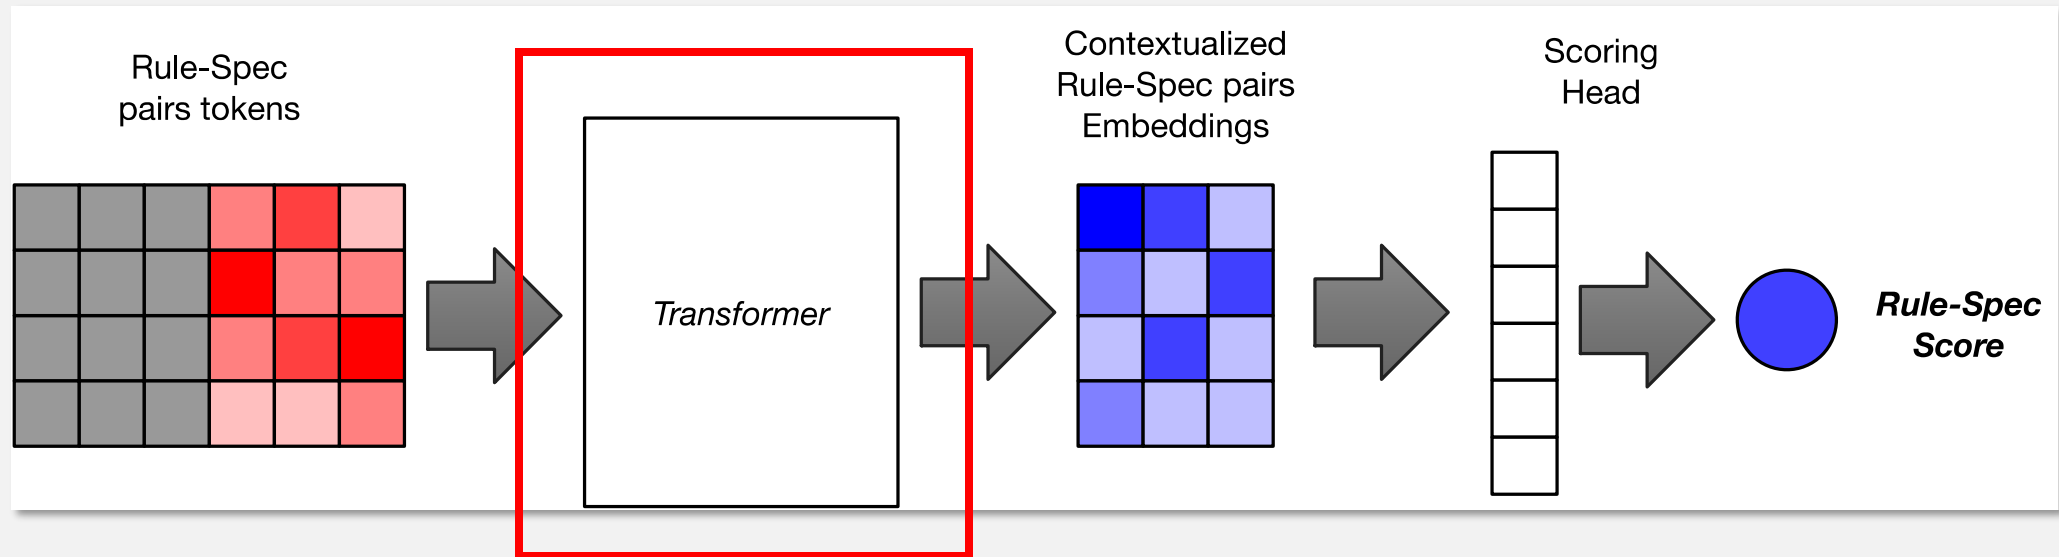 Rule-Spec
pairs tokens
Transformer
Contextualized
Rule-Spec pairs
Embeddings
Scoring
Head
Rule-Spec
Score